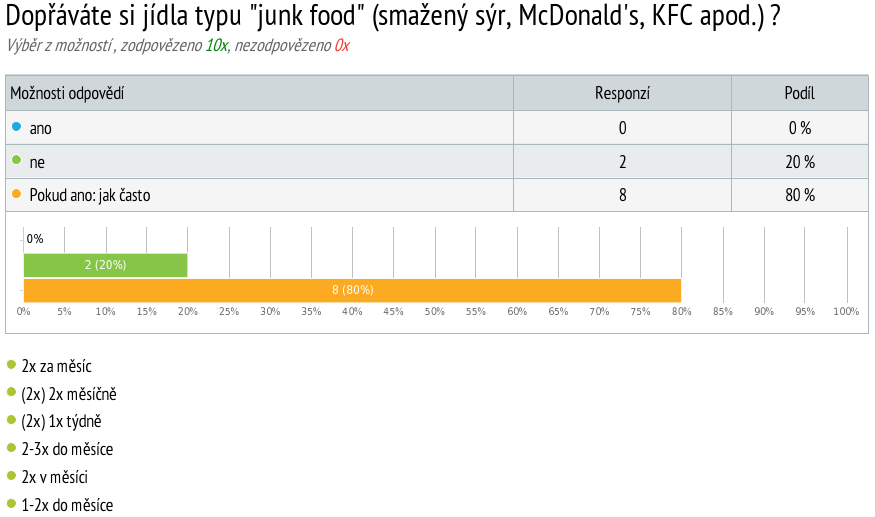 Dopřáváte si jídla typu "junk food" (smažený sýr, McDonald's, KFC apod.) ?
Výběr z možností , zodpovězeno 10x, nezodpovězeno 0x
Možnosti odpovědí Responzí Podíl
ano 0 0 %
ne 2 20 %
Pokud ano: jak často 8 80 %
0%
2 (20%)
8 (80%)
0% 5% 10% 15% 20% 25% 30% 35% 40% 45% 50% 55% 60% 65% 70% 75% 80% 85% 90% 95% 100%
2x za měsíc
(2x) 2x měsíčně
(2x) 1x týdně
2-3x do měsíce
2x v měsíci
1-2x do měsíce